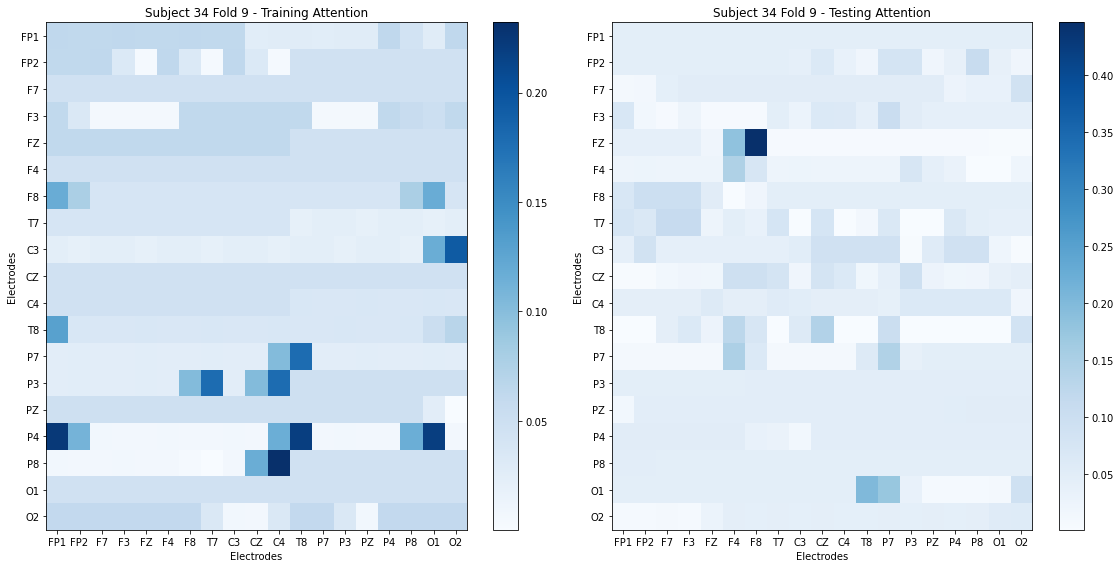 Subject 34 Fold 9 - Training Attention
FP1
FP2
F7
F3
FZ
F4
F8
T7
C3
CZ
C4
T8
P7
P3
PZ
P4
P8
O1
O2
Electrodes
FP1 FP2 F7 F3 FZ F4 F8 T7 C3 CZ C4 T8 P7 P3 PZ P4 P8 O1 O2
Electrodes
0.20
0.15
0.10
0.05
Subject 34 Fold 9 - Testing Attention
FP1
FP2
F7
F3
FZ
F4
F8
T7
C3
CZ
C4
T8
P7
P3
PZ
P4
P8
O1
O2
Electrodes
FP1 FP2 F7 F3 FZ F4 F8 T7 C3 CZ C4 T8 P7 P3 PZ P4 P8 O1 O2
Electrodes
0.40
0.35
0.30
0.25
0.20
0.15
0.10
0.05